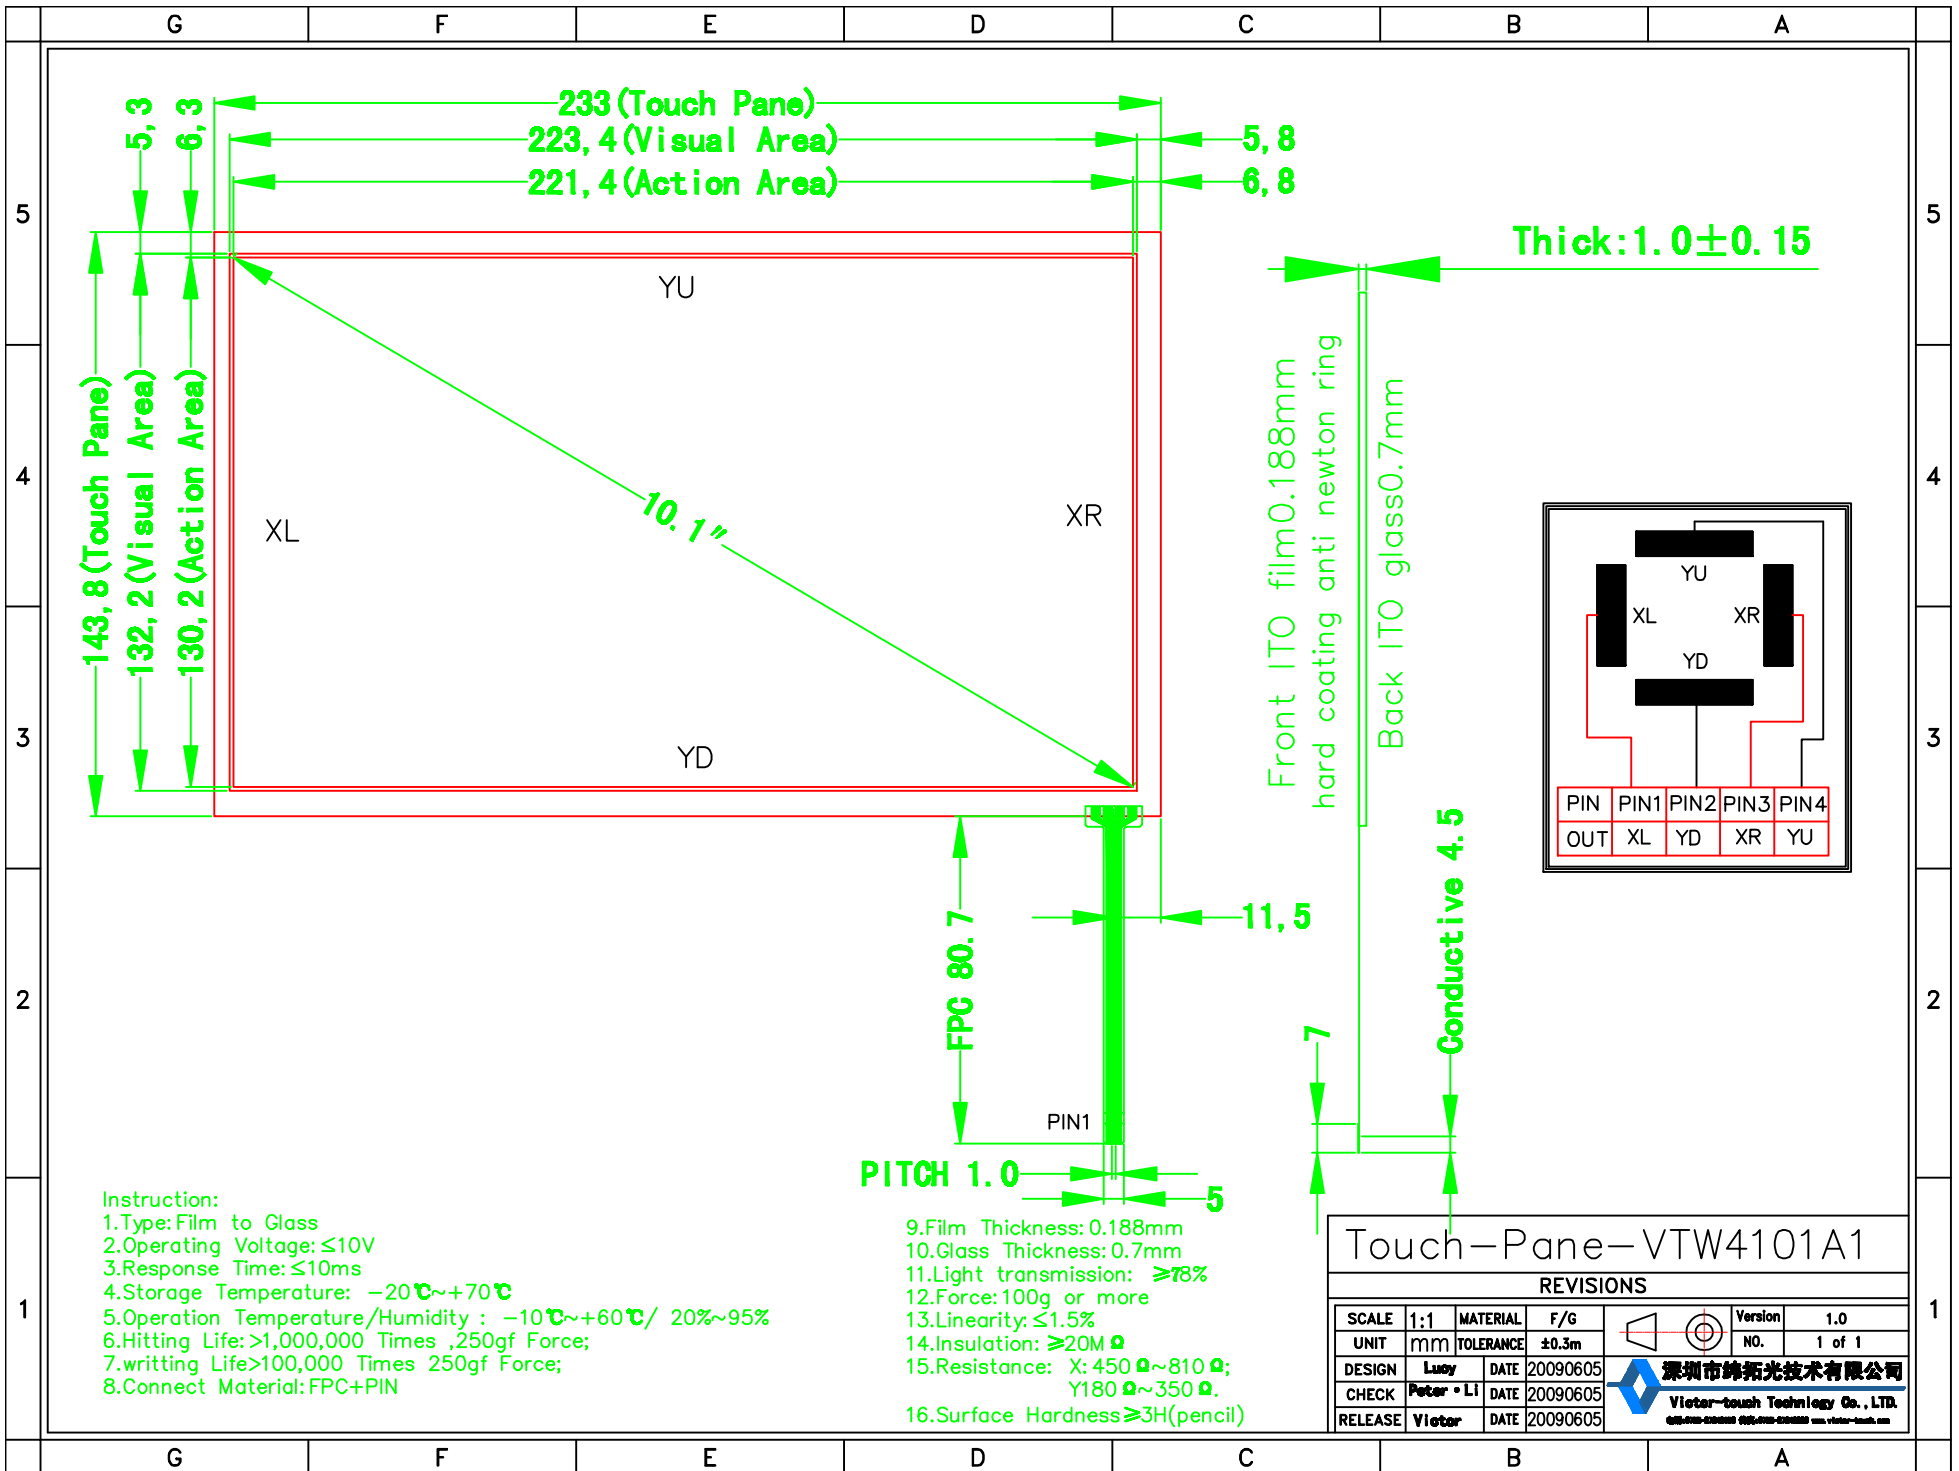 G F E D C B A
233(Touch Pane)
223,4(Visual Area)
221,4(Action Area)
5,3
6,3
5,8
6,8
5
5
Thick:1.0±0.15
YU
143,8(Touch Pane)
132,2(Visual Area)
130,2(Action Area)
4
4
XL
XR
10.1"
Front ITO film0.188mm
hard coating anti newton ring
Back ITO glass0.7mm
YU
XL
XR
YD
3
3
YD
PIN PIN1 PIN2 PIN3 PIN4
OUT XL YD XR YU
11,5
FPC 80.7
Conductive 4.5
7
2
2
PIN1
PITCH 1.0
5
Instruction:
1.Type:Film to Glass
2.Operating Voltage:≤10V
3.Response Time:≤10ms
4.Storage Temperature: -20℃~+70℃
5.Operation Temperature/Humidity : -10℃~+60℃/ 20%~95%
6.Hitting Life:>1,000,000 Times ,250gf Force;
7.writting Life>100,000 Times 250gf Force;
8.Connect Material:FPC+PIN
9.Film Thickness:0.188mm
10.Glass Thickness:0.7mm
11.Light transmission: ≥78%
12.Force:100g or more
13.Linearity:≤1.5%
14.Insulation:≥20MΩ
15.Resistance: X:450Ω~810Ω;
Y180Ω~350Ω.
16.Surface Hardness≥3H(pencil)
1
1
Touch-Pane-VTW4101A1
REVISIONS
SCALE 1:1 MATERIAL F/G Version 1.0
UNIT mm TOLERANCE ±0.3m NO. 1 of 1
DESIGN Lucy DATE 20090605
CHECK Peter·Li DATE 20090605
RELEASE Victor DATE 20090605
深圳市纬拓光技术有限公司
Victor-touch Technlogy Co.,LTD.
G F E D C B A